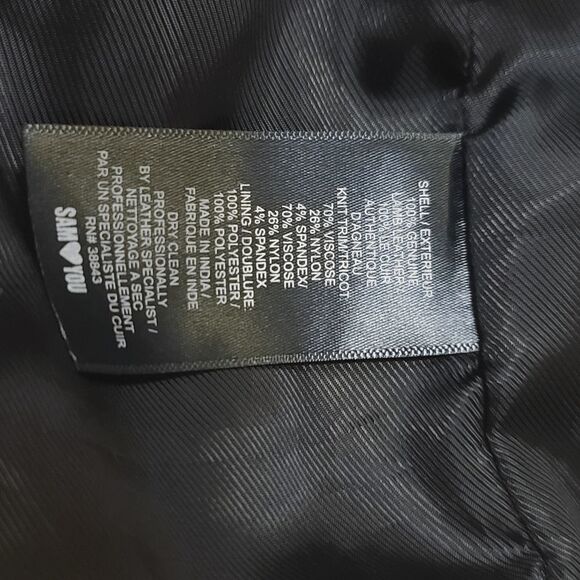 SHELL/ EXTERIEUR
100% GENUINE
LAMB LEATHER/
100% LE CUIR
AUTHENTIQUE
D'AGNEAU
KNIT TRIM/TRICOT:
70% VISCOSE
26% NYLON
4% SPANDEX/
70% VISCOSE
26% NYLON
4% SPANDEX
LINING / DOUBLURE:
100% POLYESTER /
100% POLYESTER
MADE IN INDIA/
FABRIQUE EN INDE
DRY CLEAN
PROFESSIONALLY
BY LEATHER SPECIALIST /
NETTOYAGE A SEC
PROFESSIONNELLEMENT
PAR UN SPECIALISTE DU CUIR
RN# 38843
SAM♥YOU